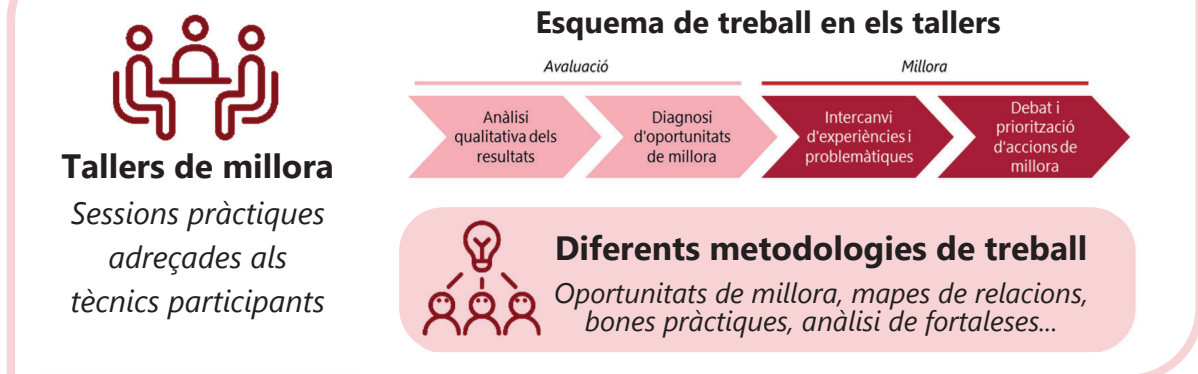 Tallers de millora
Sessions pràctiques
adreçades als
tècnics participants
Esquema de treball en els tallers
Avaluació
Millora
Anàlisi
qualitativa dels
resultats
Diagnosi
d'oportunitats
de millora
Intercanvi
d'experiències i
problemàtiques
Debat i
priorització
d'accions de
millora
Diferents metodologies de treball
Oportunitats de millora, mapes de relacions,
bones pràctiques, anàlisi de fortaleses...